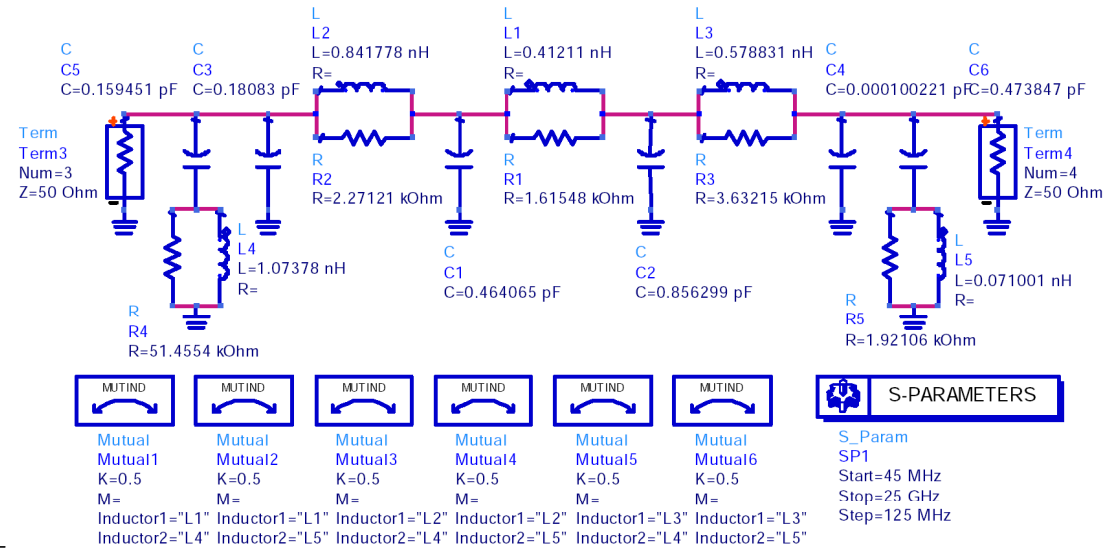 C
C5
C=0.159451 pF
C
C3
C=0.18083 pF
L
L2
L=0.841778 nH
R=
L
L1
L=0.41211 nH
R=
L
L3
L=0.578831 nH
R=
C
C4
C=0.000100221 pF
C
C6
C=0.473847 pF
Term
Term3
Num=3
Z=50 Ohm
R
R2
R=2.27121 kOhm
R
R1
R=1.61548 kOhm
R
R3
R=3.63215 kOhm
Term
Term4
Num=4
Z=50 Ohm
L
L4
L=1.07378 nH
R=
C
C1
C=0.464065 pF
C
C2
C=0.856299 pF
L
L5
L=0.071001 nH
R=
R
R4
R=51.4554 kOhm
R
R5
R=1.92106 kOhm
MUTIND
Mutual
Mutual1
K=0.5
M=
Inductor1="L1"
Inductor2="L4"
MUTIND
Mutual
Mutual2
K=0.5
M=
Inductor1="L1"
Inductor2="L5"
MUTIND
Mutual
Mutual3
K=0.5
M=
Inductor1="L2"
Inductor2="L4"
MUTIND
Mutual
Mutual4
K=0.5
M=
Inductor1="L2"
Inductor2="L5"
MUTIND
Mutual
Mutual5
K=0.5
M=
Inductor1="L3"
Inductor2="L4"
MUTIND
Mutual
Mutual6
K=0.5
M=
Inductor1="L3"
Inductor2="L5"
S-PARAMETERS
S_Param
SP1
Start=45 MHz
Stop=25 GHz
Step=125 MHz